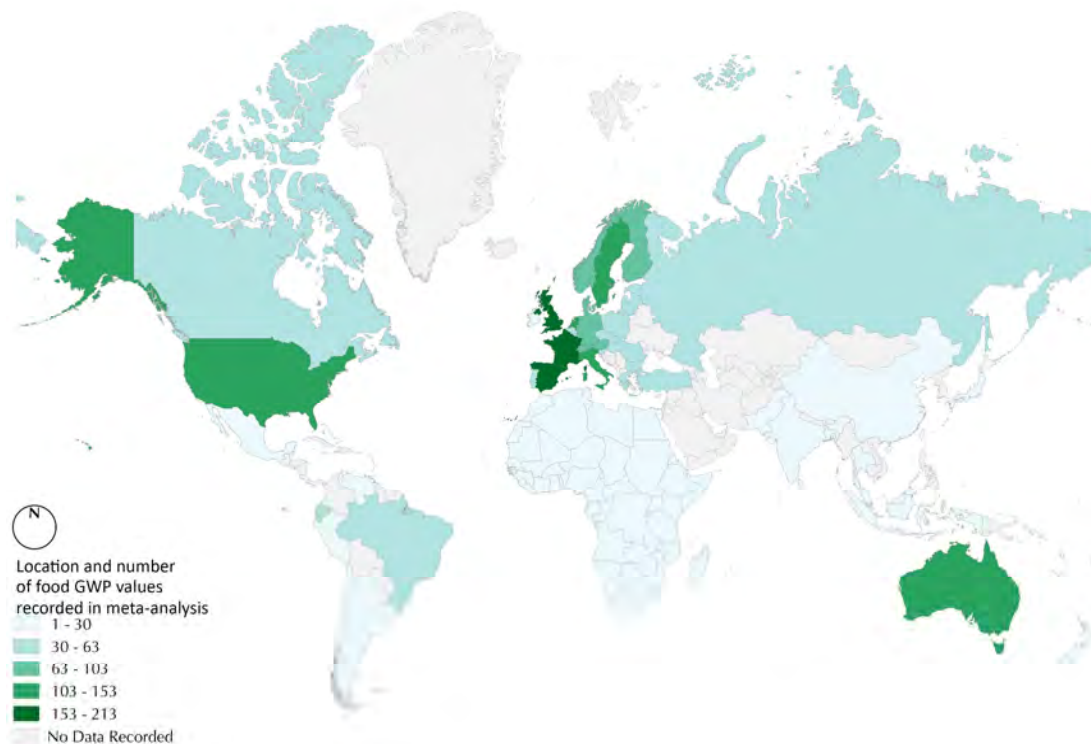 N
Location and number
of food GWP values
recorded in meta-analysis
1 - 30
30 - 63
63 - 103
103 - 153
153 - 213
No Data Recorded